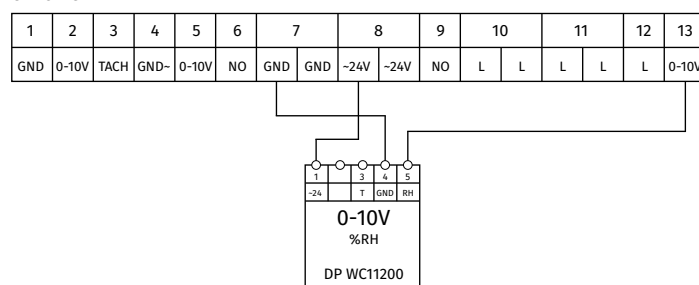 1 2 3 4 5 6 7 8 9 10 11 12 13
GND 0-10V TACH GND~ 0-10V NO GND GND ~24V ~24V NO L L L L L 0-10V
1 3 4 5
~24 T GND RH
0-10V
%RH
DP WC11200